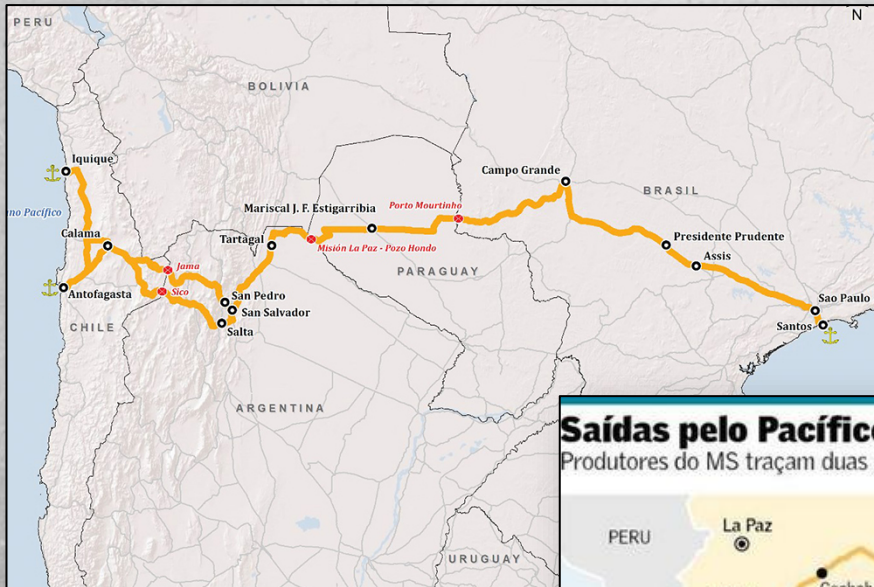 PERU
N
BOLIVIA
Iquique
Campo Grande
BRASIL
Mariscal J. F. Estigarribia
Porto Mourtinho
no Pacífico
Calama
Tartagal
Misión La Paz - Pozo Hondo
Presidente Prudente
Jama
PARAGUAY
Assis
Antofagasta
Sico
San Pedro
Sao Paulo
San Salvador
CHILE
Salta
Santos
ARGENTINA
Saídas pelo Pacífico
Produtores do MS traçam duas
PERU
La Paz
URUGUAY